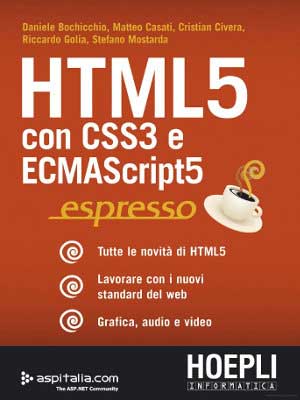 Daniele Bochicchio, Matteo Casati, Cristian Civera,
Riccardo Golia, Stefano Mostarda
HTML5
con CSS3 e
ECMAScript5
espresso
Tutte le novità di HTML5
Lavorare con i nuovi
standard del web
Grafica, audio e video
aspitalia.com
The ASP.NET Community
HOEPLI
INFORMATICA